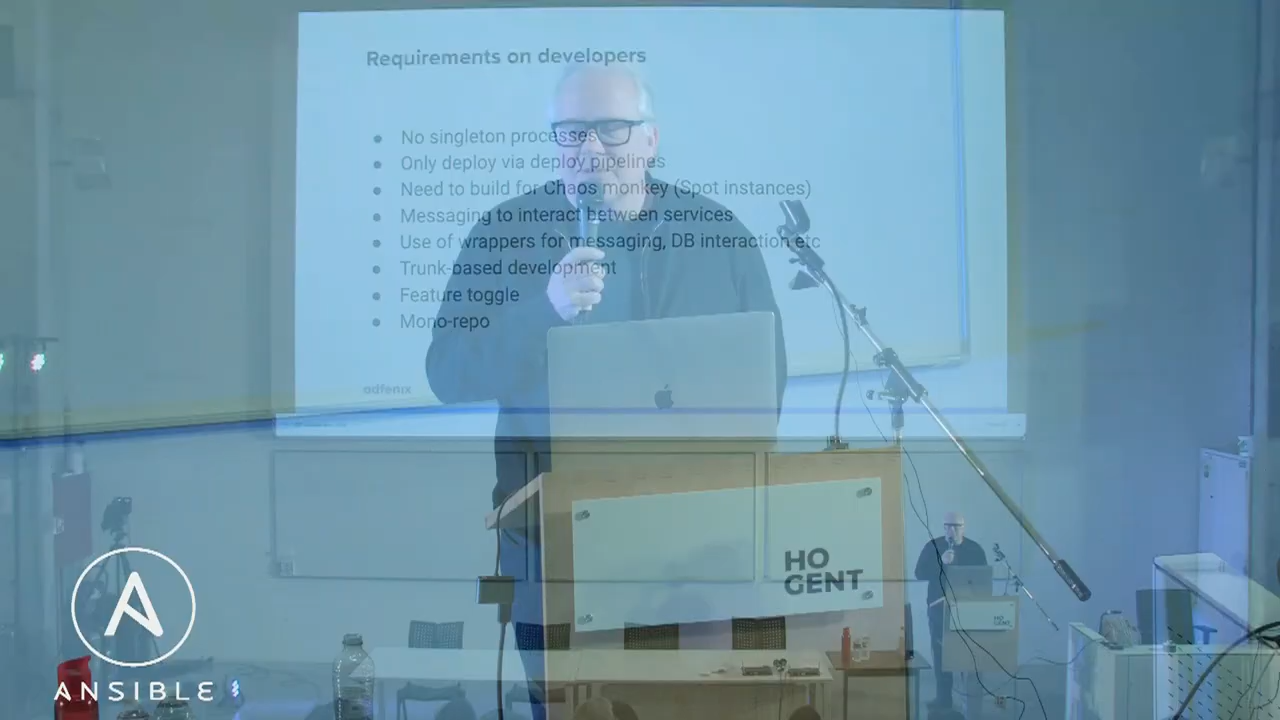 Requirements on developers
● No singleton processes
● Only deploy via deploy pipelines
● Need to build for Chaos monkey (Spot instances)
● Messaging to interact between services
● Use of wrappers for messaging, DB interaction etc
● Trunk-based development
● Feature toggle
● Mono-repo
adfenix
HO
GENT
HO
GENT
ANSIBLE